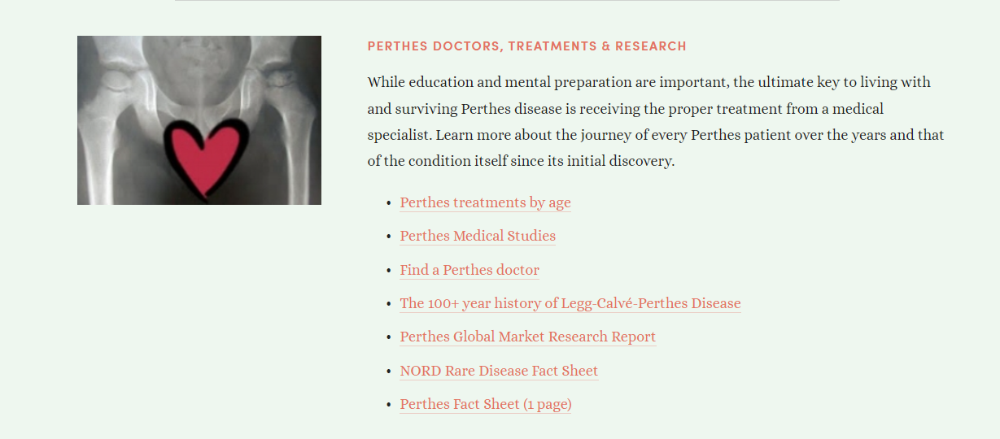 PERTHES DOCTORS, TREATMENTS & RESEARCH
While education and mental preparation are important, the ultimate key to living with
and surviving Perthes disease is receiving the proper treatment from a medical
specialist. Learn more about the journey of every Perthes patient over the years and that
of the condition itself since its initial discovery.
• Perthes treatments by age
• Perthes Medical Studies
• Find a Perthes doctor
• The 100+ year history of Legg-Calvé-Perthes Disease
• Perthes Global Market Research Report
• NORD Rare Disease Fact Sheet
• Perthes Fact Sheet (1 page)